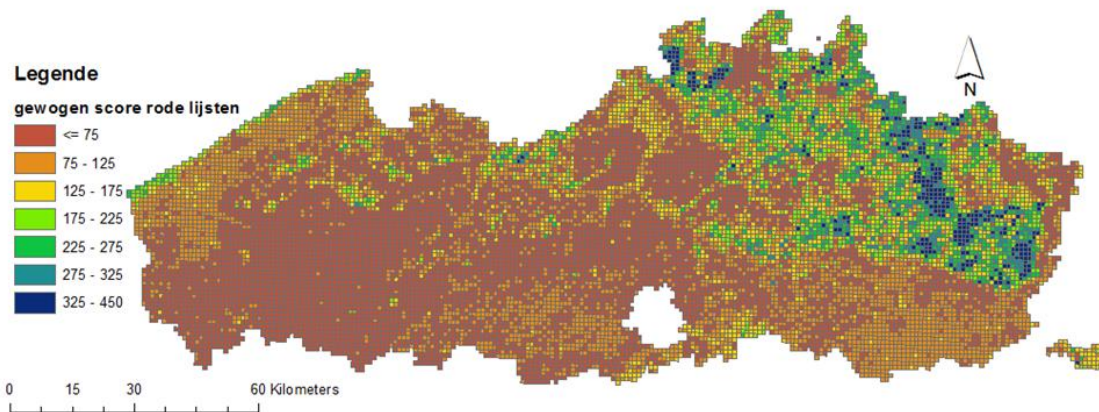 Legende
gewogen score rode lijsten
<= 75
75 - 125
125 - 175
175 - 225
225 - 275
275 - 325
325 - 450
N
0 15 30 60 Kilometers